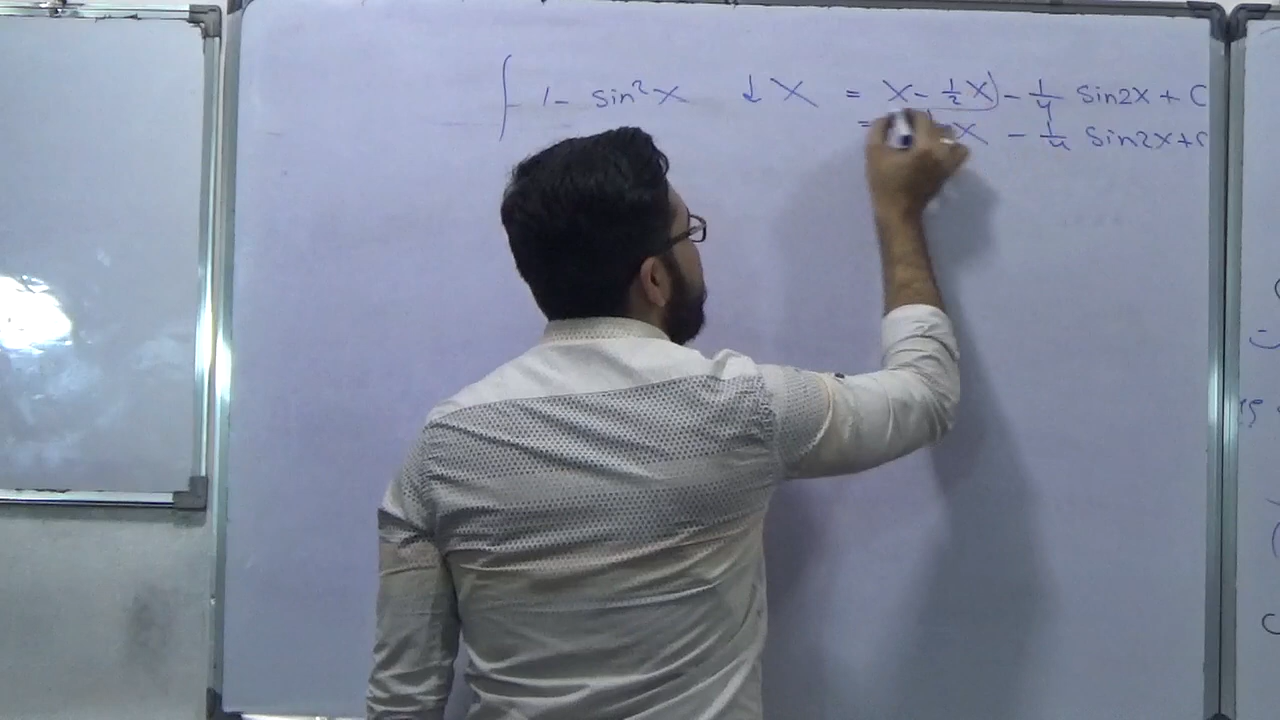 ∫ 1 - sin²x dx = x - ½x - ¼ sin2x + C
= x - ¼ sin2x + C